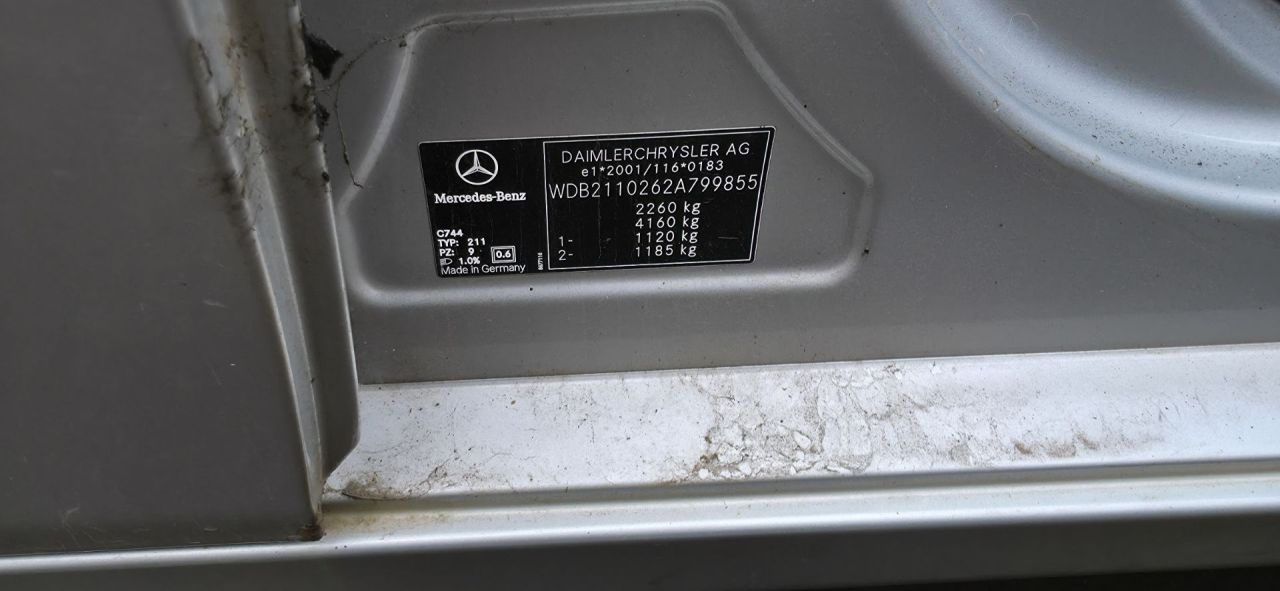 Mercedes-Benz
C744
TYP: 211
PZ: 9
1.0% 0.6
Made in Germany
DAIMLERCHRYSLER AG
e1*2001/116*0183
WDB2110262A799855
2260 kg
4160 kg
1- 1120 kg
2- 1185 kg